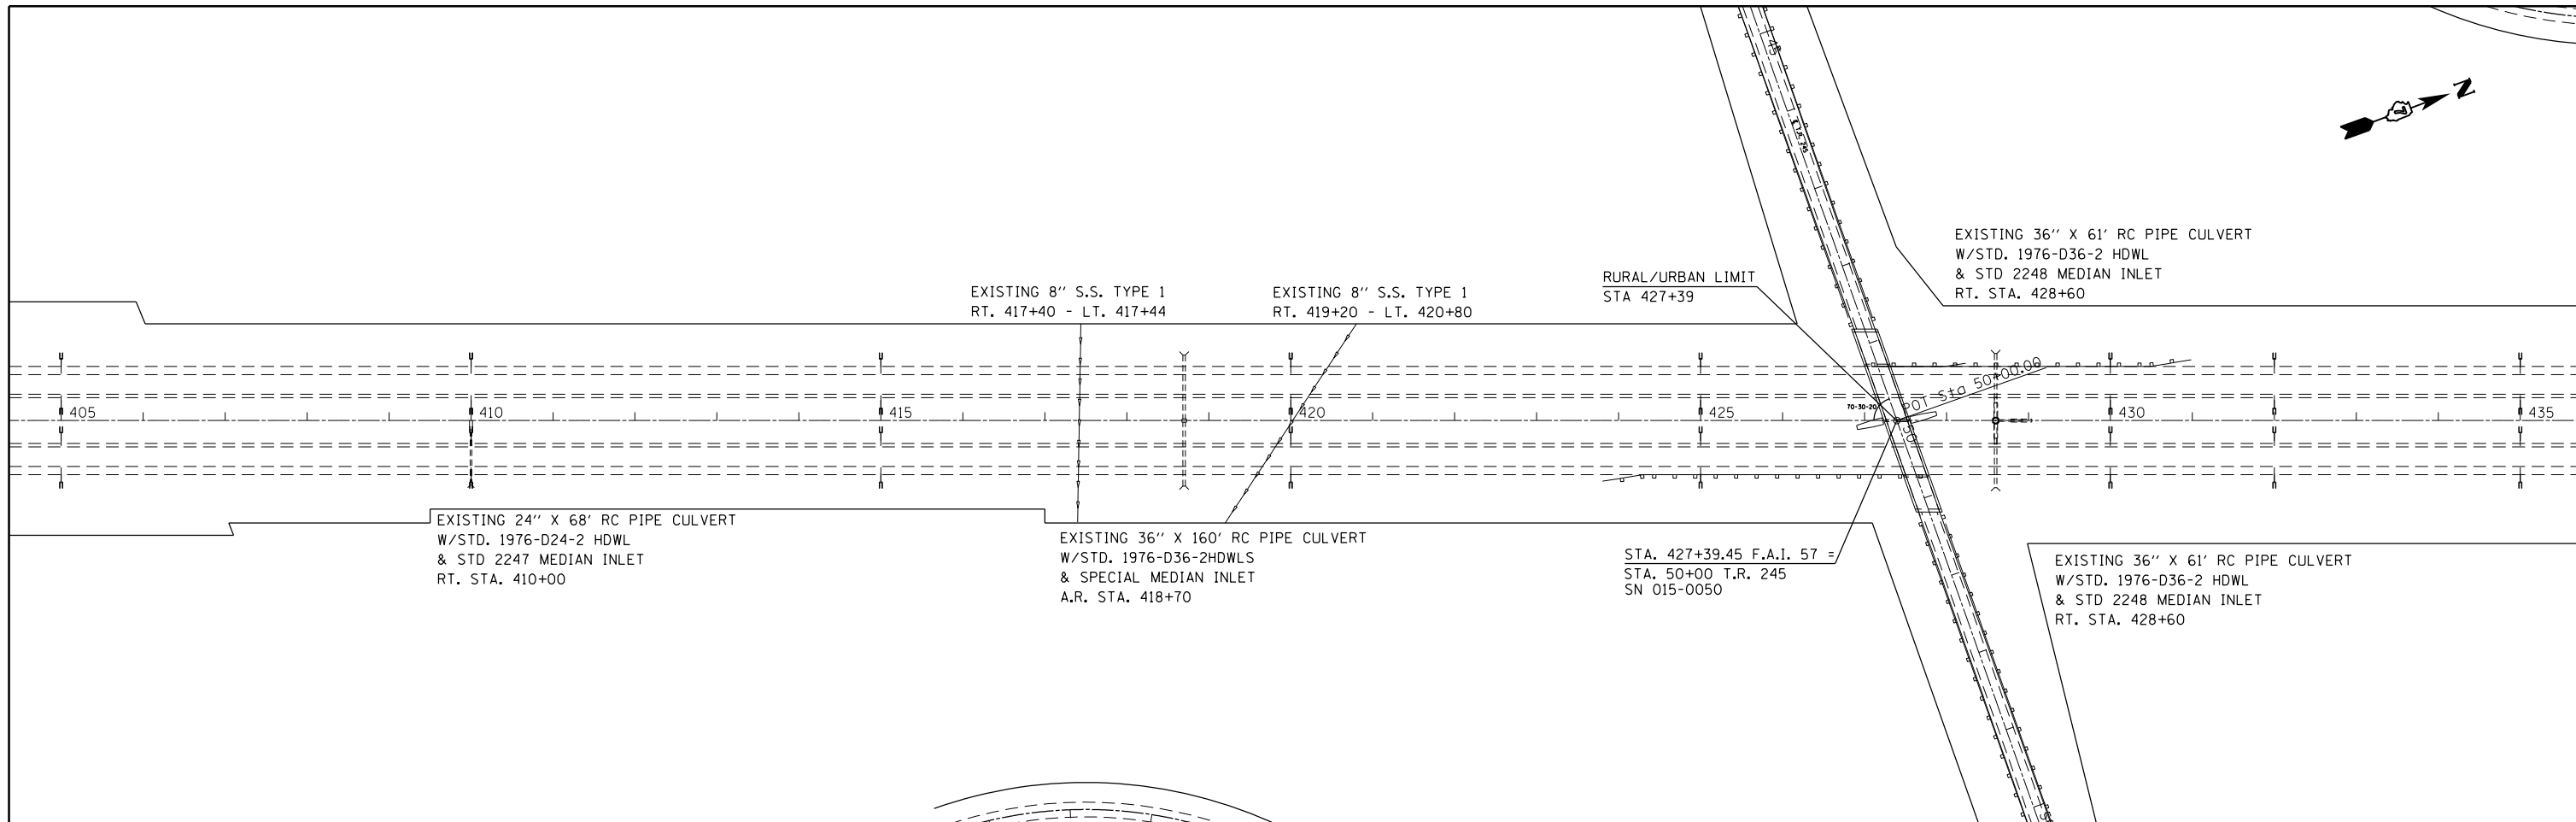 45
℄ T.R. 245
N
EXISTING 36" X 61' RC PIPE CULVERT
W/STD. 1976-D36-2 HDWL
& STD 2248 MEDIAN INLET
RT. STA. 428+60
RURAL/URBAN LIMIT
STA 427+39
EXISTING 8" S.S. TYPE 1
RT. 417+40 - LT. 417+44
EXISTING 8" S.S. TYPE 1
RT. 419+20 - LT. 420+80
POT Sta 50+00.00
70-30-20
405
410
415
420
425
430
435
50
EXISTING 24" X 68' RC PIPE CULVERT
W/STD. 1976-D24-2 HDWL
& STD 2247 MEDIAN INLET
RT. STA. 410+00
EXISTING 36" X 160' RC PIPE CULVERT
W/STD. 1976-D36-2HDWLS
& SPECIAL MEDIAN INLET
A.R. STA. 418+70
STA. 427+39.45 F.A.I. 57 =
STA. 50+00 T.R. 245
SN 015-0050
EXISTING 36" X 61' RC PIPE CULVERT
W/STD. 1976-D36-2 HDWL
& STD 2248 MEDIAN INLET
RT. STA. 428+60